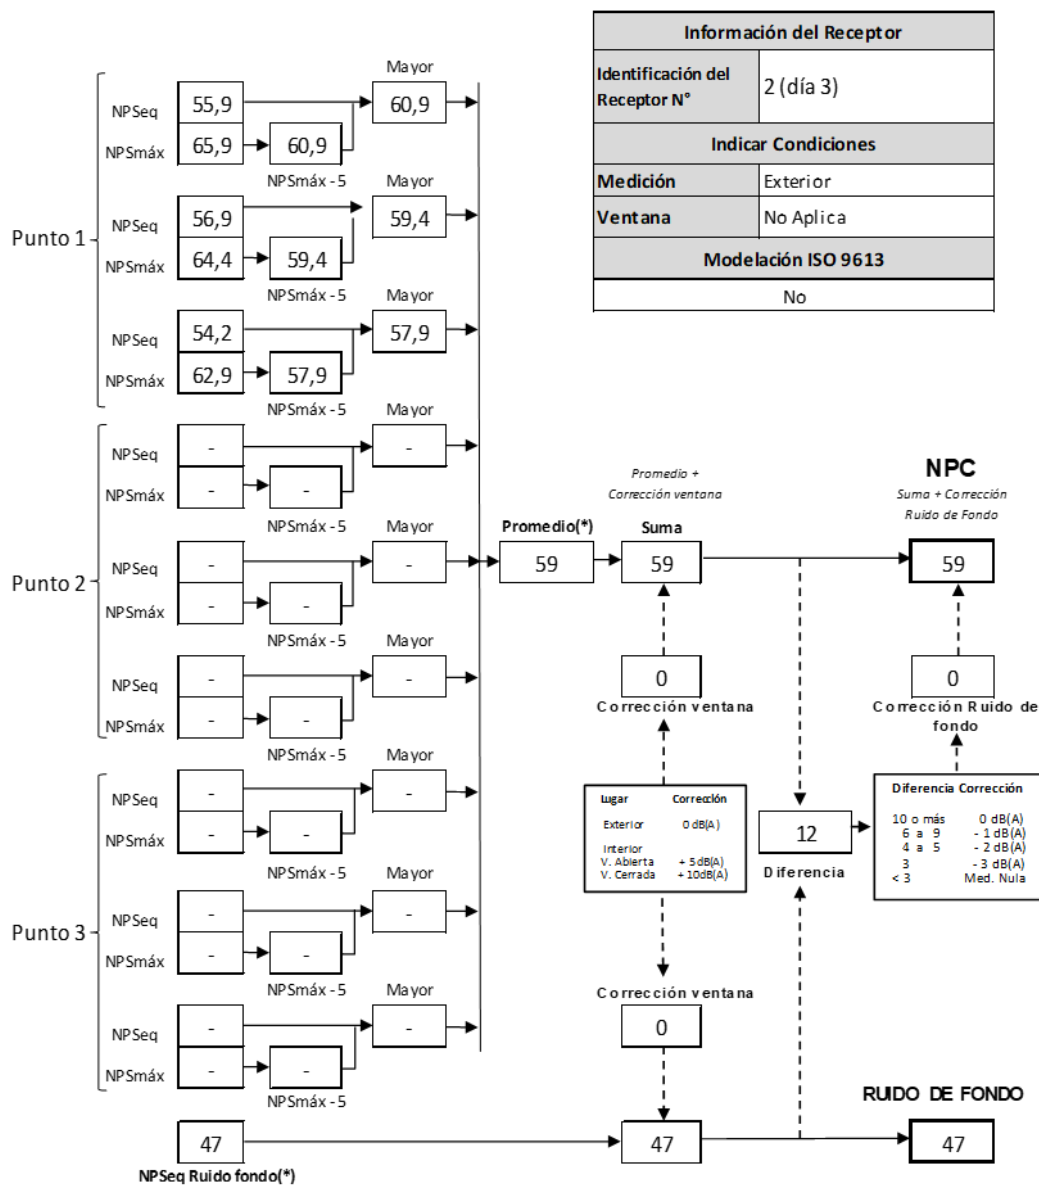 Información del Receptor
Identificación del Receptor N°
2 (día 3)
Indicar Condiciones
Medición Exterior
Ventana No Aplica
Modelación ISO 9613
No
Punto 1
Mayor
NPSeq 55,9 60,9
NPSmáx 65,9 60,9
NPSmáx - 5
Mayor
NPSeq 56,9 59,4
NPSmáx 64,4 59,4
NPSmáx - 5
Mayor
NPSeq 54,2 57,9
NPSmáx 62,9 57,9
NPSmáx - 5
Punto 2
Mayor
NPSeq - -
NPSmáx - -
NPSmáx - 5
Mayor
NPSeq - -
NPSmáx - -
NPSmáx - 5
Mayor
NPSeq - -
NPSmáx - -
NPSmáx - 5
Punto 3
Mayor
NPSeq - -
NPSmáx - -
NPSmáx - 5
Mayor
NPSeq - -
NPSmáx - -
NPSmáx - 5
Mayor
NPSeq - -
NPSmáx - -
NPSmáx - 5
47
NPSeq Ruido fondo(*)
Promedio(*)
59
Promedio +
Corrección ventana
Suma
59
0
Corrección ventana
Lugar Corrección
Exterior 0 dB(A)
Interior
V. Abierta + 5dB(A)
V. Cerrada + 10dB(A)
Corrección ventana
0
47
12
Diferencia
NPC
Suma + Corrección
Ruido de Fondo
59
0
Corrección Ruido de
fondo
Diferencia Corrección
10 o más 0 dB(A)
6 a 9 - 1 dB(A)
4 a 5 - 2 dB(A)
3 - 3 dB(A)
< 3 Med. Nula
RUIDO DE FONDO
47